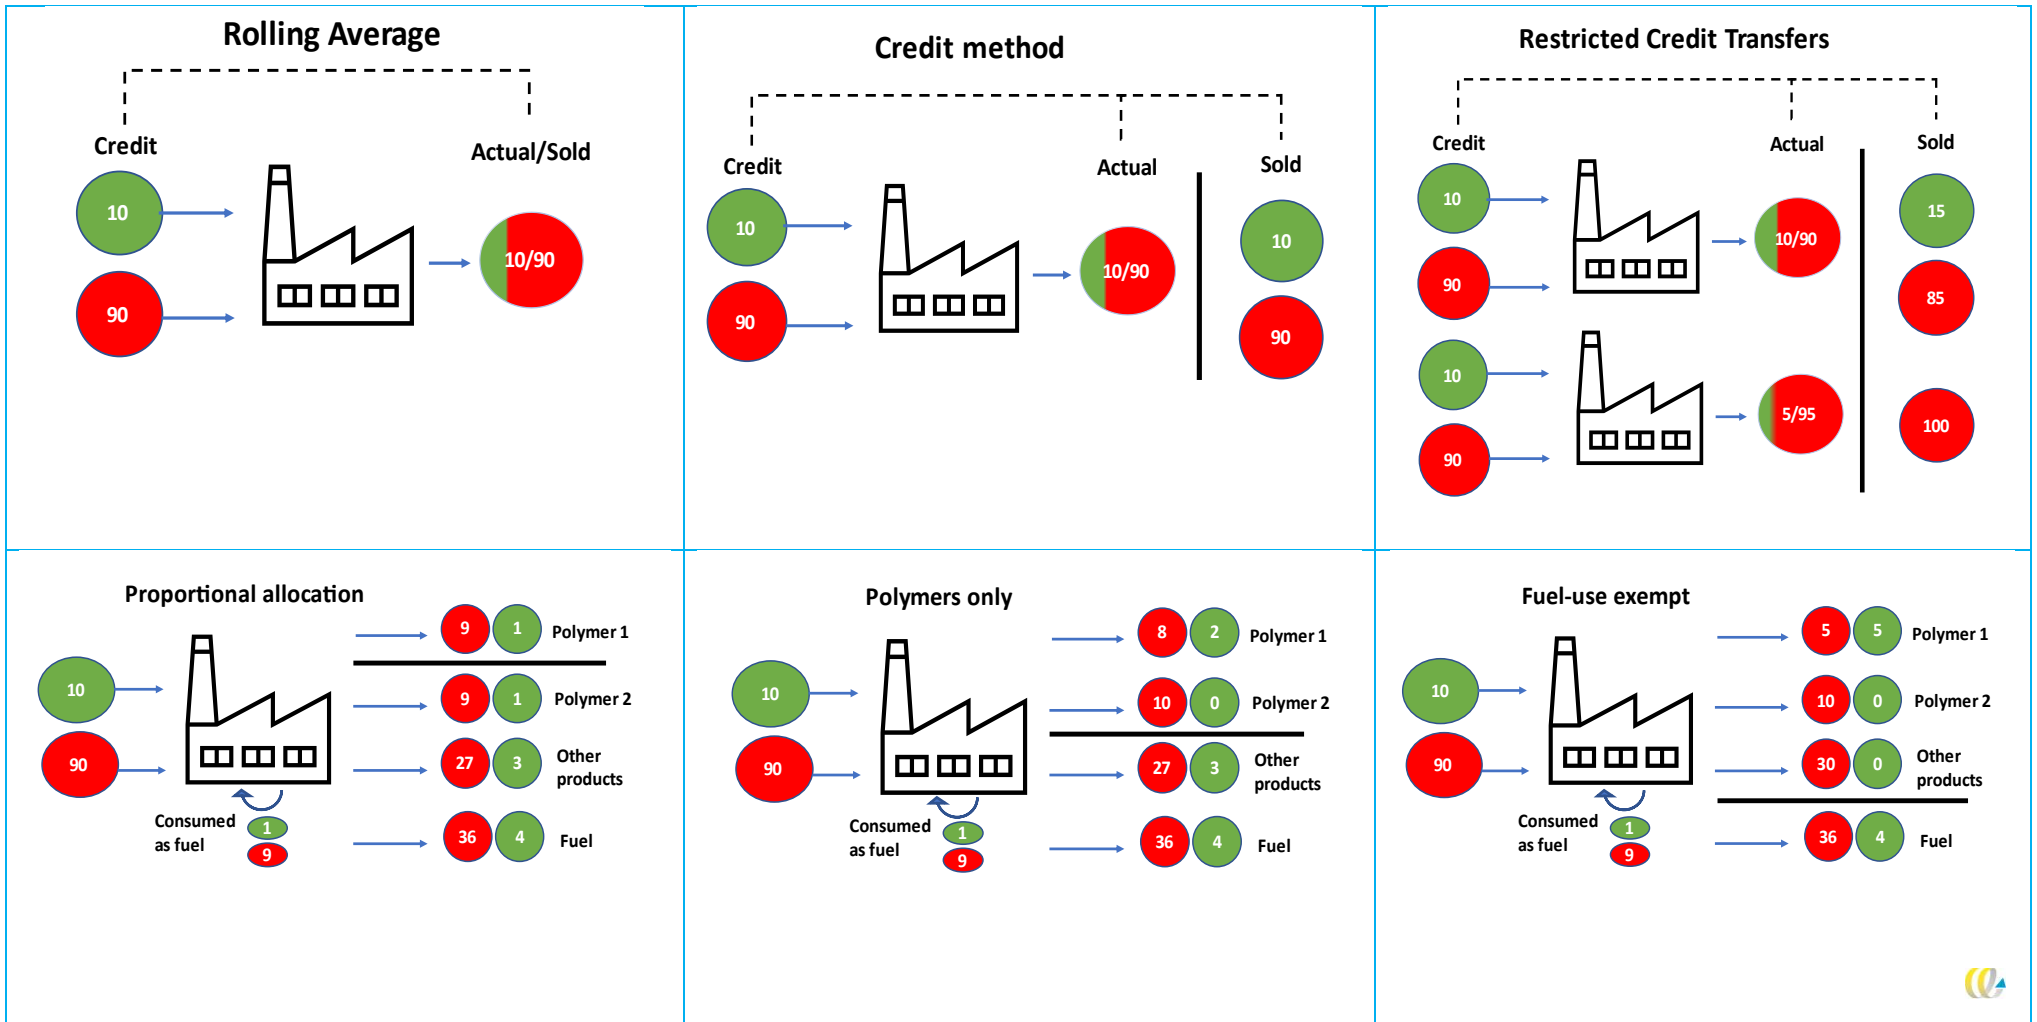 Rolling Average
Credit
Actual/Sold
10
90
10/90
Credit method
Credit
Actual
Sold
10
90
10/90
10
90
Restricted Credit Transfers
Credit
Actual
Sold
10
90
10/90
15
85
10
90
5/95
100
Proportional allocation
10
90
Consumed
as fuel
1
9
9 1 Polymer 1
9 1 Polymer 2
27 3 Other
products
36 4 Fuel
Polymers only
10
90
Consumed
as fuel
1
9
8 2 Polymer 1
10 0 Polymer 2
27 3 Other
products
36 4 Fuel
Fuel-use exempt
10
90
Consumed
as fuel
1
9
5 5 Polymer 1
10 0 Polymer 2
30 0 Other
products
36 4 Fuel